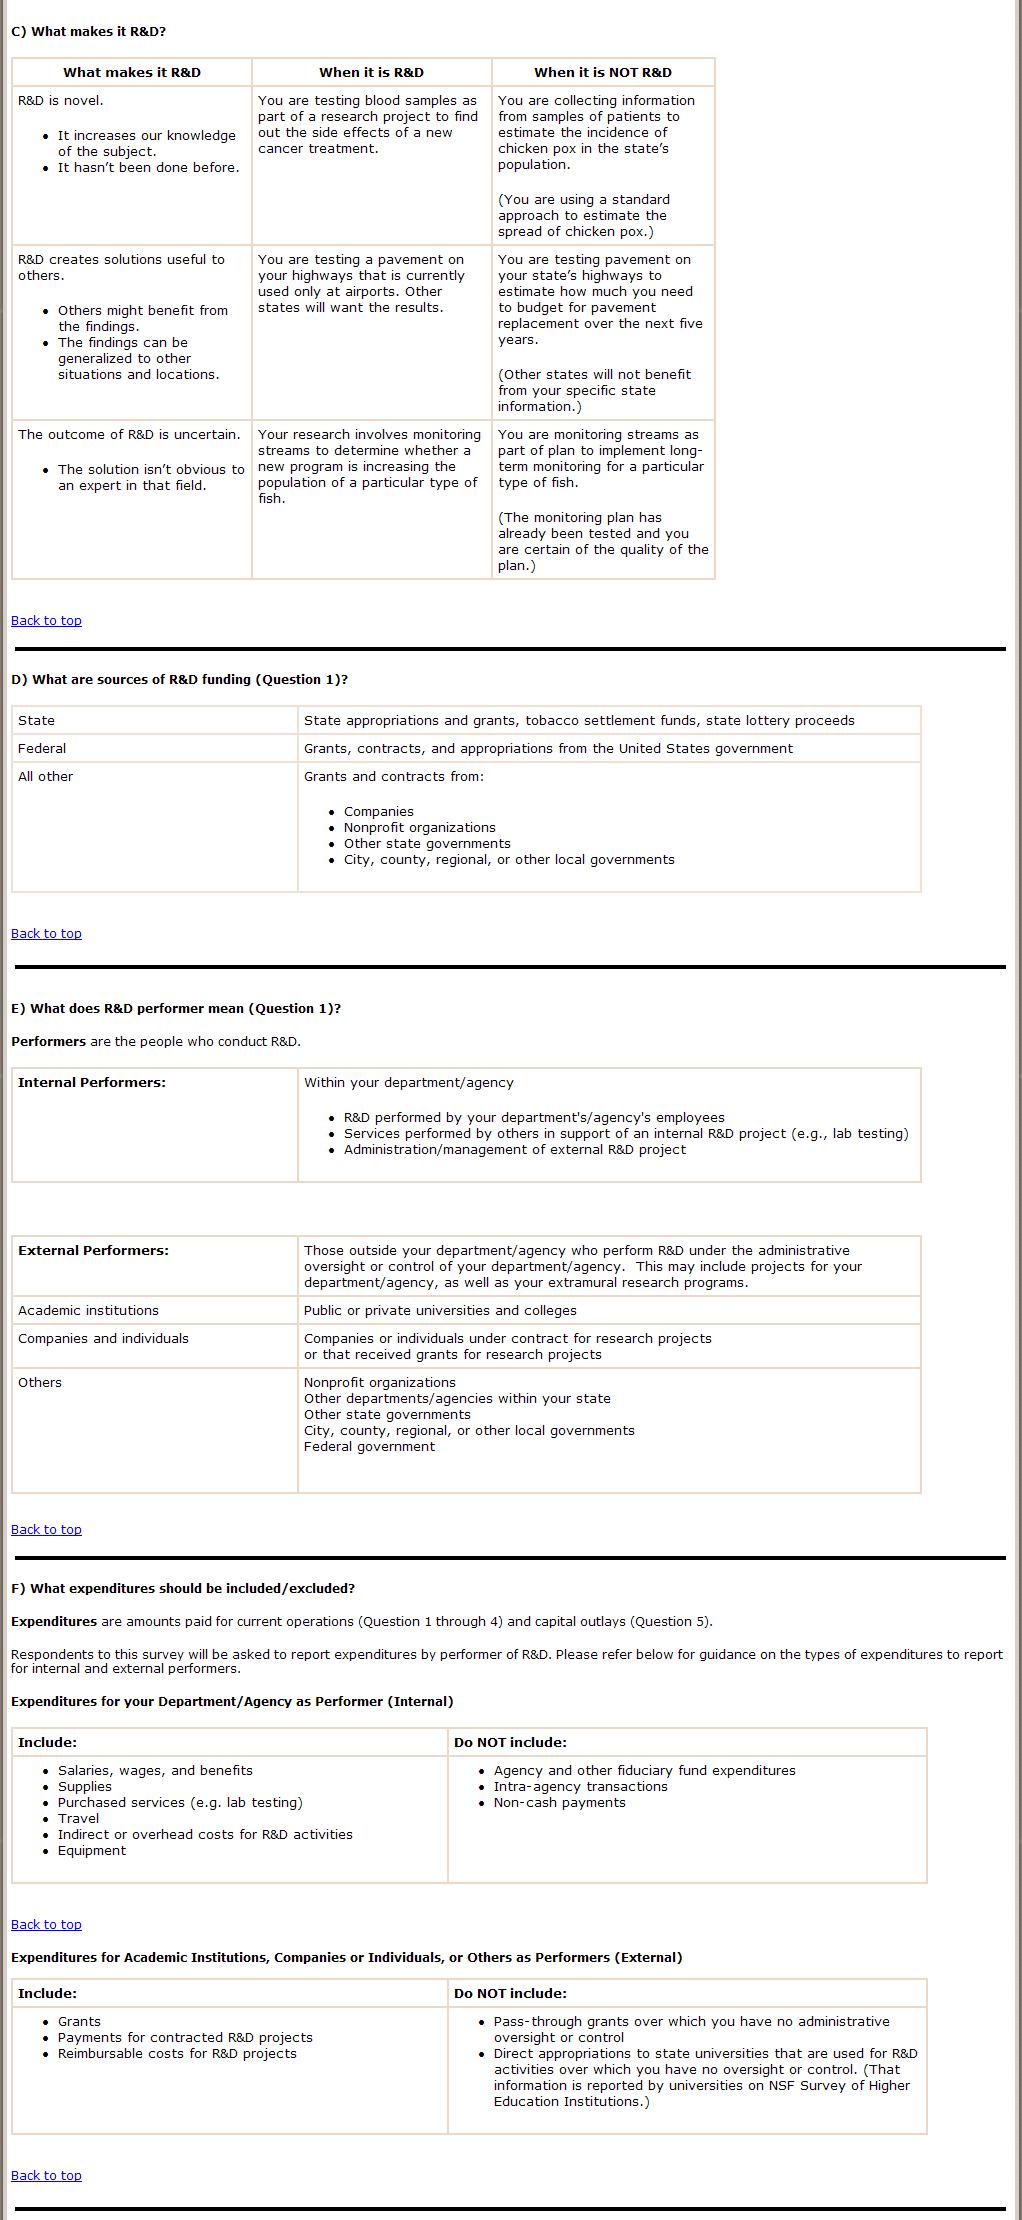 C) What makes it R&D?
What makes it R&D
When it is R&D
When it is NOT R&D
R&D is novel.
• It increases our knowledge
of the subject.
• It hasn't been done before.
You are testing blood samples as
part of a research project to find
out the side effects of a new
cancer treatment.
You are collecting information
from samples of patients to
estimate the incidence of
chicken pox in the state's
population.
(You are using a standard
approach to estimate the
spread of chicken pox.)
R&D creates solutions useful to
others.
• Others might benefit from
the findings.
• The findings can be
generalized to other
situations and locations.
You are testing a pavement on
your highways that is currently
used only at airports. Other
states will want the results.
You are testing pavement on
your state's highways to
estimate how much you need
to budget for pavement
replacement over the next five
years.
(Other states will not benefit
from your specific state
information.)
The outcome of R&D is uncertain.
• The solution isn't obvious to
an expert in that field.
Your research involves monitoring
streams to determine whether a
new program is increasing the
population of a particular type of
fish.
You are monitoring streams as
part of plan to implement long-
term monitoring for a particular
type of fish.
(The monitoring plan has
already been tested and you
are certain of the quality of the
plan.)
Back to top
D) What are sources of R&D funding (Question 1)?
State
State appropriations and grants, tobacco settlement funds, state lottery proceeds
Federal
Grants, contracts, and appropriations from the United States government
All other
Grants and contracts from:
• Companies
• Nonprofit organizations
• Other state governments
• City, county, regional, or other local governments
Back to top
E) What does R&D performer mean (Question 1)?
Performers are the people who conduct R&D.
Internal Performers:
Within your department/agency
• R&D performed by your department's/agency's employees
• Services performed by others in support of an internal R&D project (e.g., lab testing)
• Administration/management of external R&D project
External Performers:
Those outside your department/agency who perform R&D under the administrative
oversight or control of your department/agency.  This may include projects for your
department/agency, as well as your extramural research programs.
Academic institutions
Public or private universities and colleges
Companies and individuals
Companies or individuals under contract for research projects
or that received grants for research projects
Others
Nonprofit organizations
Other departments/agencies within your state
Other state governments
City, county, regional, or other local governments
Federal government
Back to top
F) What expenditures should be included/excluded?
Expenditures are amounts paid for current operations (Question 1 through 4) and capital outlays (Question 5).
Respondents to this survey will be asked to report expenditures by performer of R&D. Please refer below for guidance on the types of expenditures to report
for internal and external performers.
Expenditures for your Department/Agency as Performer (Internal)
Include:
Do NOT include:
• Salaries, wages, and benefits
• Supplies
• Purchased services (e.g. lab testing)
• Travel
• Indirect or overhead costs for R&D activities
• Equipment
• Agency and other fiduciary fund expenditures
• Intra-agency transactions
• Non-cash payments
Back to top
Expenditures for Academic Institutions, Companies or Individuals, or Others as Performers (External)
Include:
Do NOT include:
• Grants
• Payments for contracted R&D projects
• Reimbursable costs for R&D projects
• Pass-through grants over which you have no administrative
oversight or control
• Direct appropriations to state universities that are used for R&D
activities over which you have no oversight or control. (That
information is reported by universities on NSF Survey of Higher
Education Institutions.)
Back to top